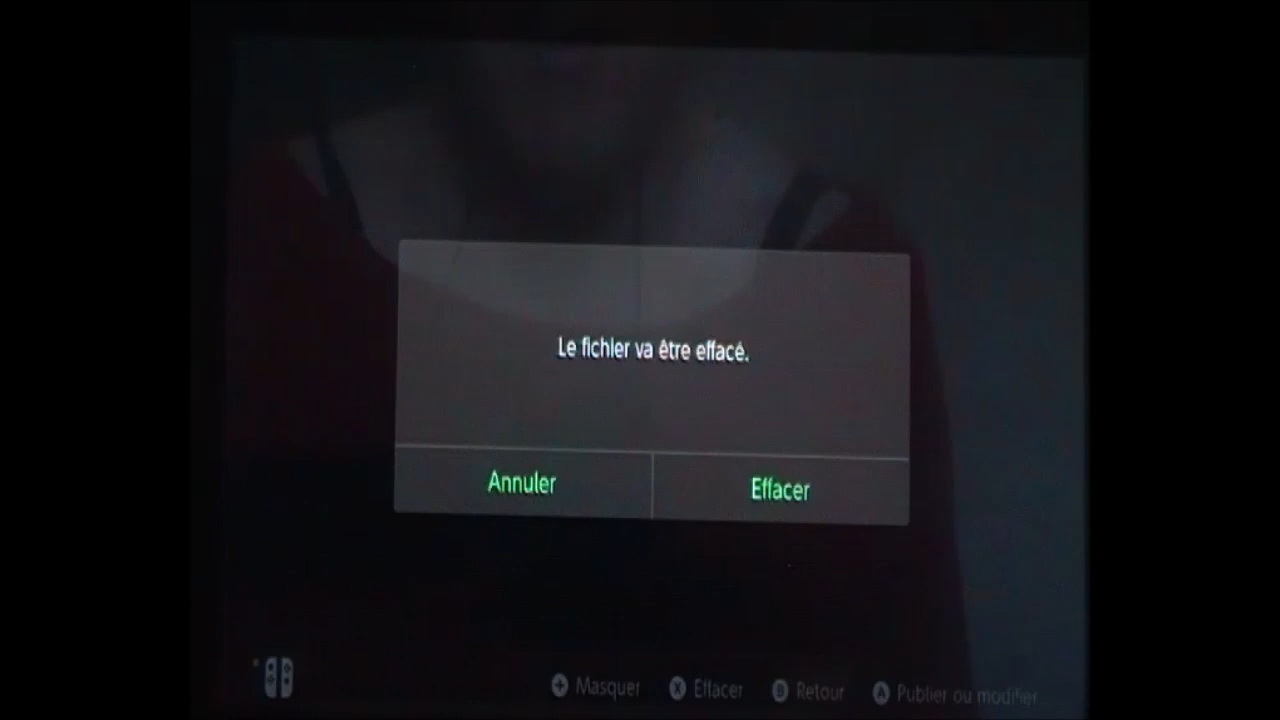 Le fichier va être effacé.
Annuler
Effacer
+ Masquer X Effacer B Retour A Publier ou modifier